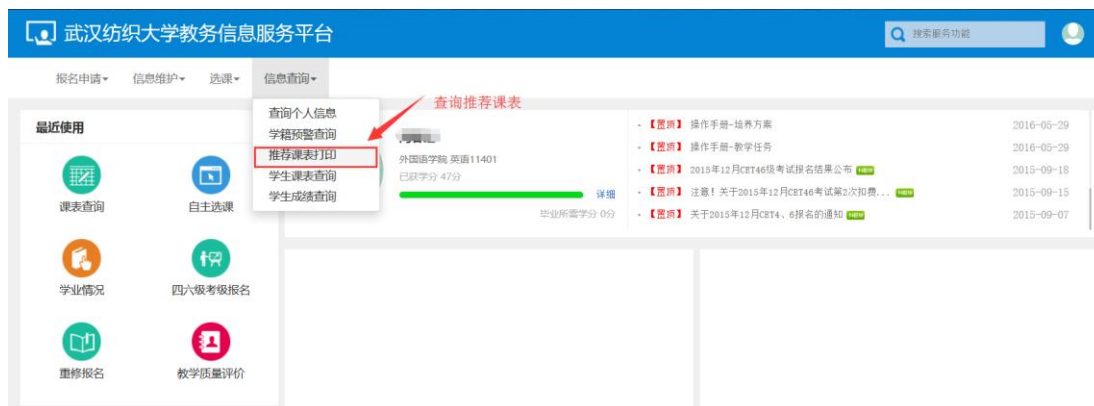 武汉纺织大学教务信息服务平台
搜索服务功能
报名申请 信息维护 选课 信息查询
查询推荐课表
查询个人信息
学籍预警查询
推荐课表打印
学生课表查询
学生成绩查询
最近使用
课表查询 自主选课
学业情况 四六级考级报名
重修报名 教学质量评价
外国语学院 英语11401
已获学分 47分
详细
毕业所需学分 0分
【置顶】 操作手册-培养方案 2016-05-29
【置顶】 操作手册-教学任务 2016-05-29
【置顶】 2015年12月CET46级考试报名结果公布 NEW 2015-09-18
【置顶】 注意！关于2015年12月CET46考试第2次扣费... NEW 2015-09-15
【置顶】 关于2015年12月CET4、6报名的通知 NEW 2015-09-07